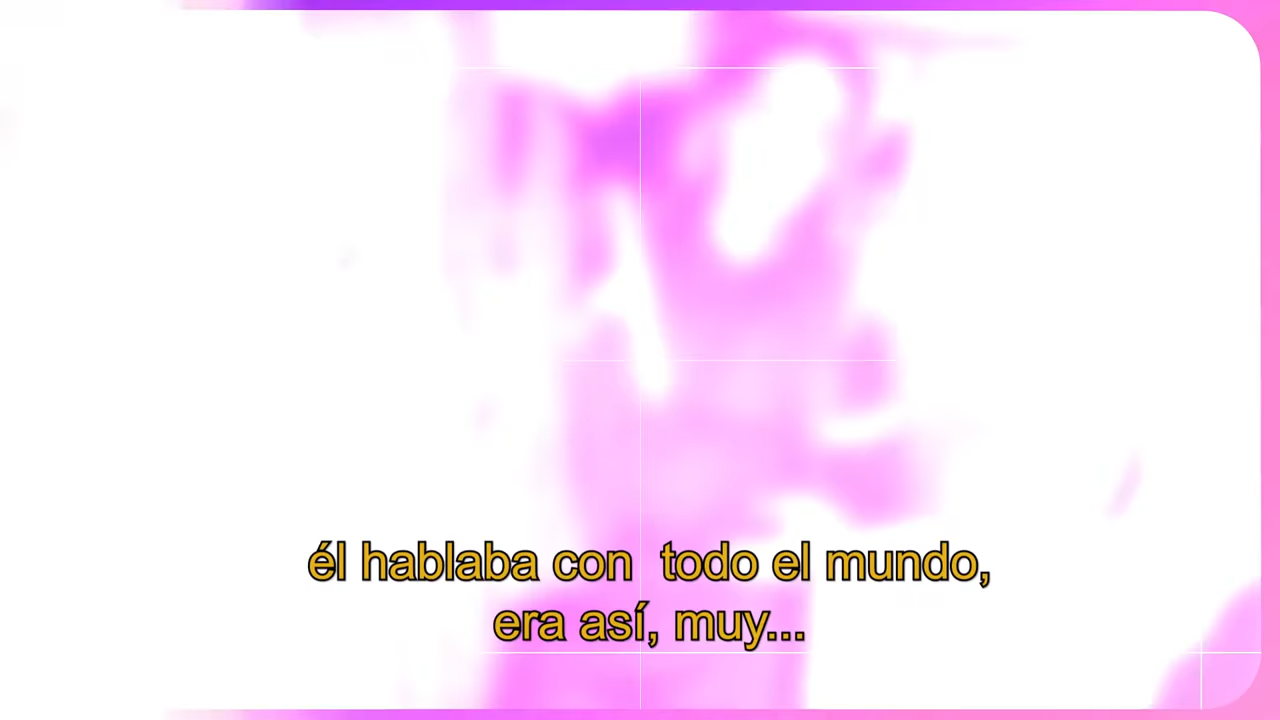 él hablaba con  todo el mundo,
era así, muy...